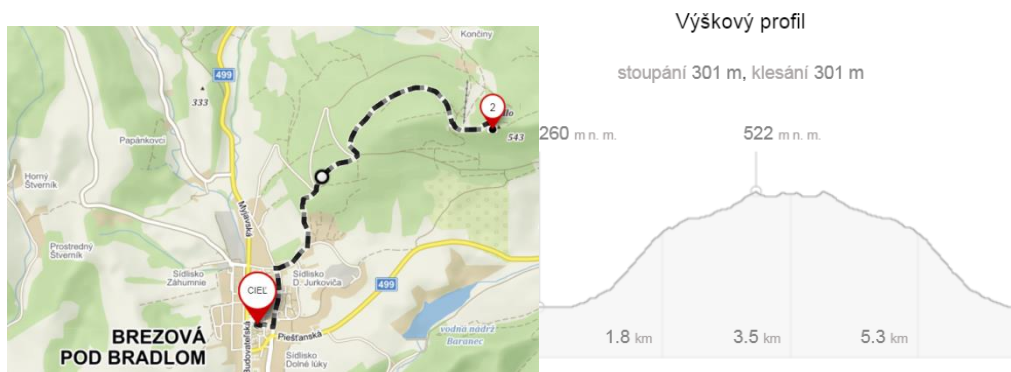 Končiny
499
333
2
543
Papánkovci
Horný
Štverník
Myjavská
Prostredný
Štverník
Sídlisko
Záhumnie
Sídlisko
D. Jurkoviča
CIEĽ
499
BREZOVÁ
POD BRADLOM
Budovateľská
Piešťanská
vodná nádrž
Baranec
Sídlisko
Dolné lúky
Výškový profil
stoupání 301 m, klesání 301 m
260 m n. m.
522 m n. m.
1.8 km
3.5 km
5.3 km